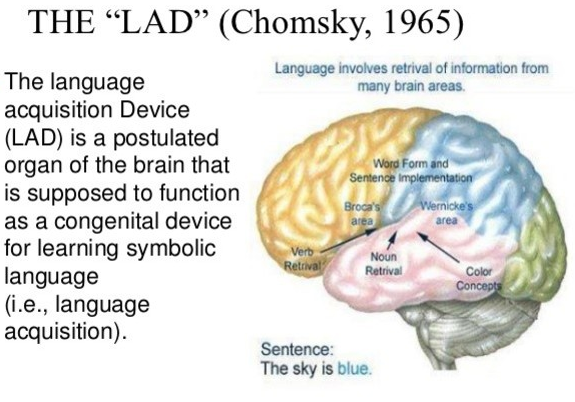 THE “LAD” (Chomsky, 1965)
The language
acquisition Device
(LAD) is a postulated
organ of the brain that
is supposed to function
as a congenital device
for learning symbolic
language
(i.e., language
acquisition).
Language involves retrival of information from
many brain areas.
Word Form and
Sentence Implementation
Broca's
area
Wernicke's
area
Verb
Retrival
Noun
Retrival
Color
Concepts
Sentence:
The sky is blue.